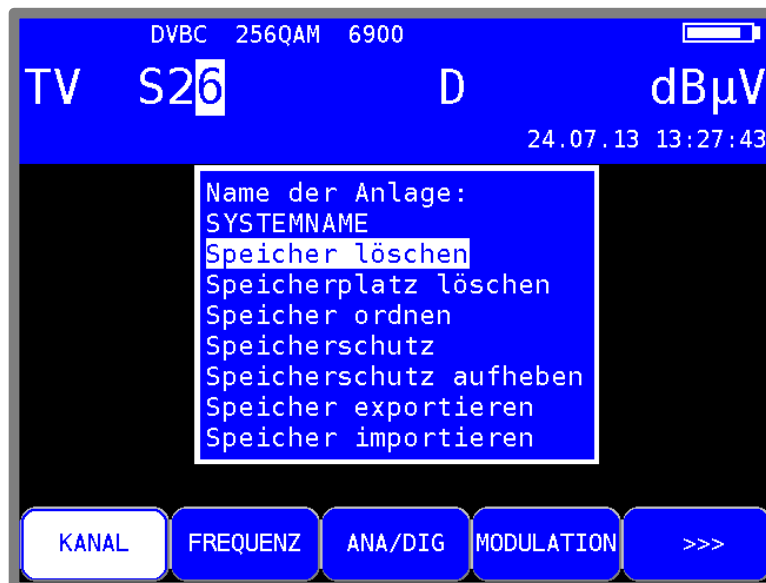 DVBC 256QAM 6900
TV S26 D dBµV
24.07.13 13:27:43
Name der Anlage:
SYSTEMNAME
Speicher löschen
Speicherplatz löschen
Speicher ordnen
Speicherschutz
Speicherschutz aufheben
Speicher exportieren
Speicher importieren
KANAL FREQUENZ ANA/DIG MODULATION >>>